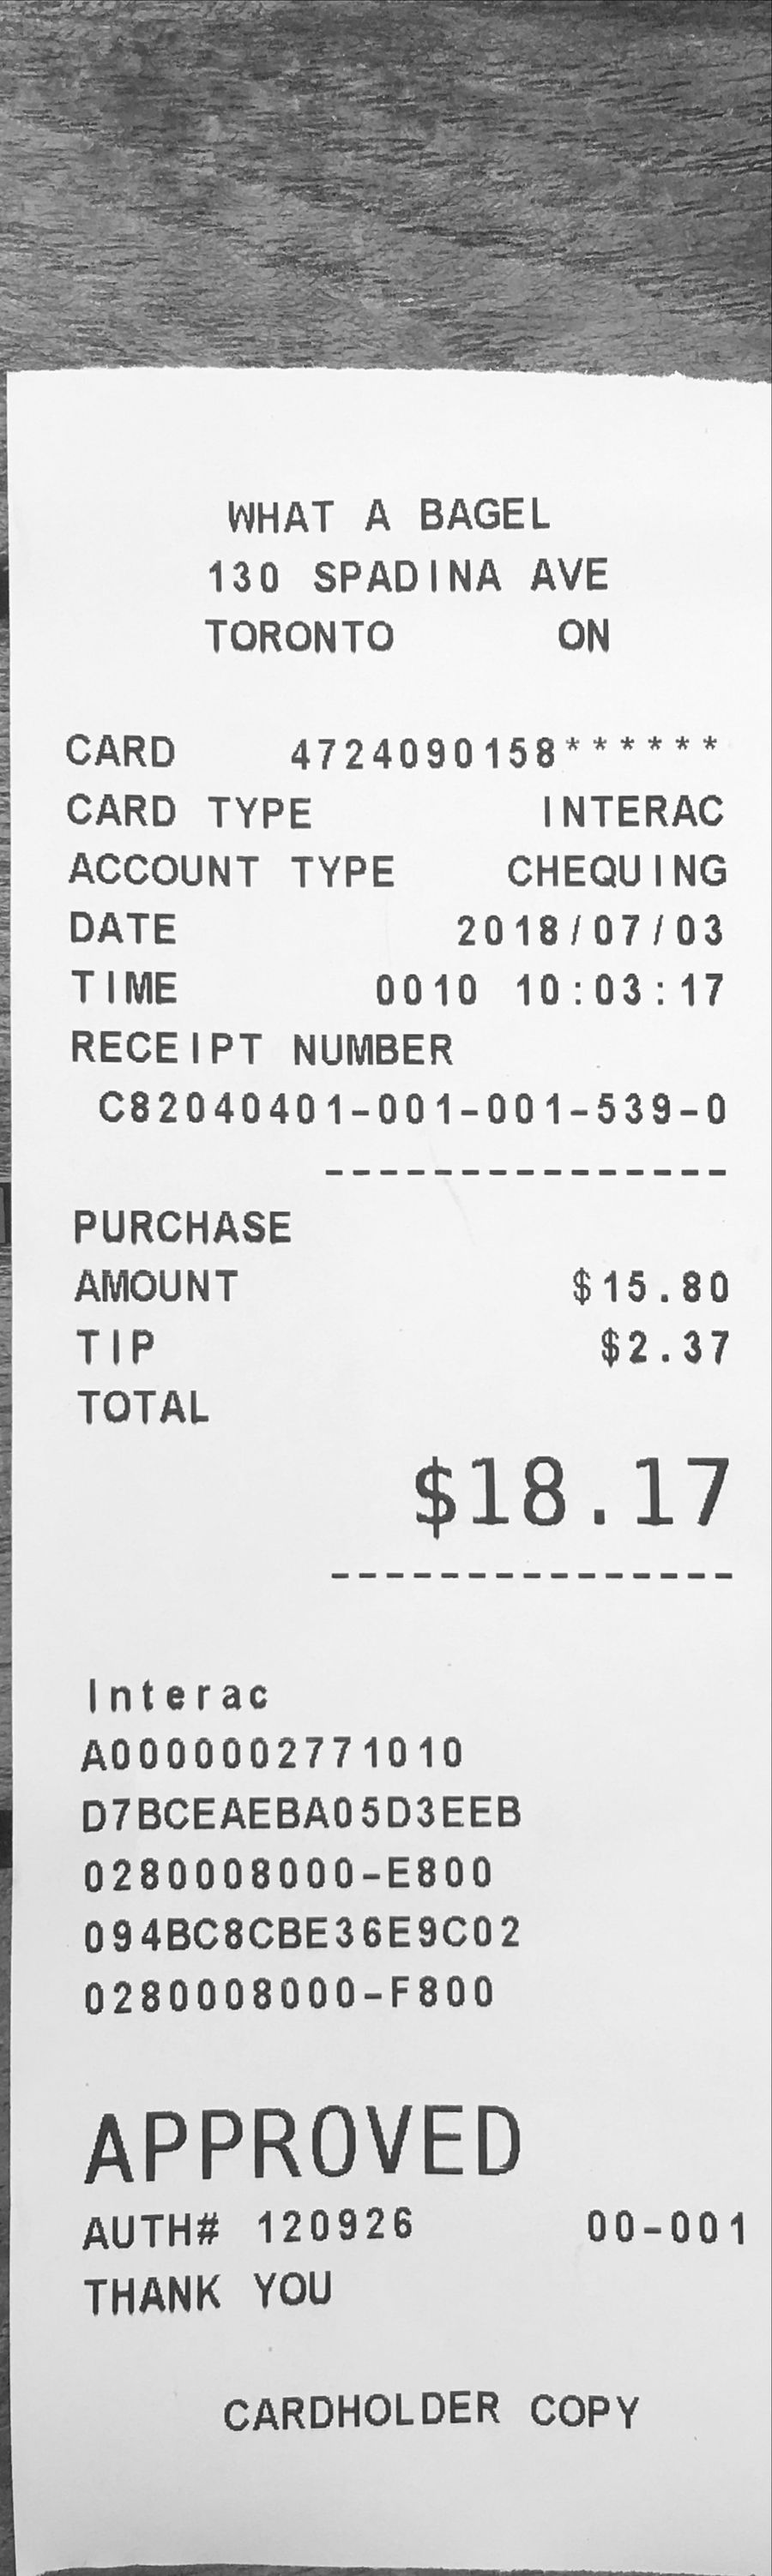 WHAT A BAGEL
130 SPADINA AVE
TORONTO ON
CARD 4724090158******
CARD TYPE INTERAC
ACCOUNT TYPE CHEQUING
DATE 2018/07/03
TIME 0010 10:03:17
RECEIPT NUMBER
C82040401-001-001-539-0
---------------
PURCHASE
AMOUNT $15.80
TIP $2.37
TOTAL
$18.17
---------------
Interac
A0000002771010
D7BCEAEBA05D3EEB
0280008000-E800
094BC8CBE36E9C02
0280008000-F800
APPROVED
AUTH# 120926 00-001
THANK YOU
CARDHOLDER COPY